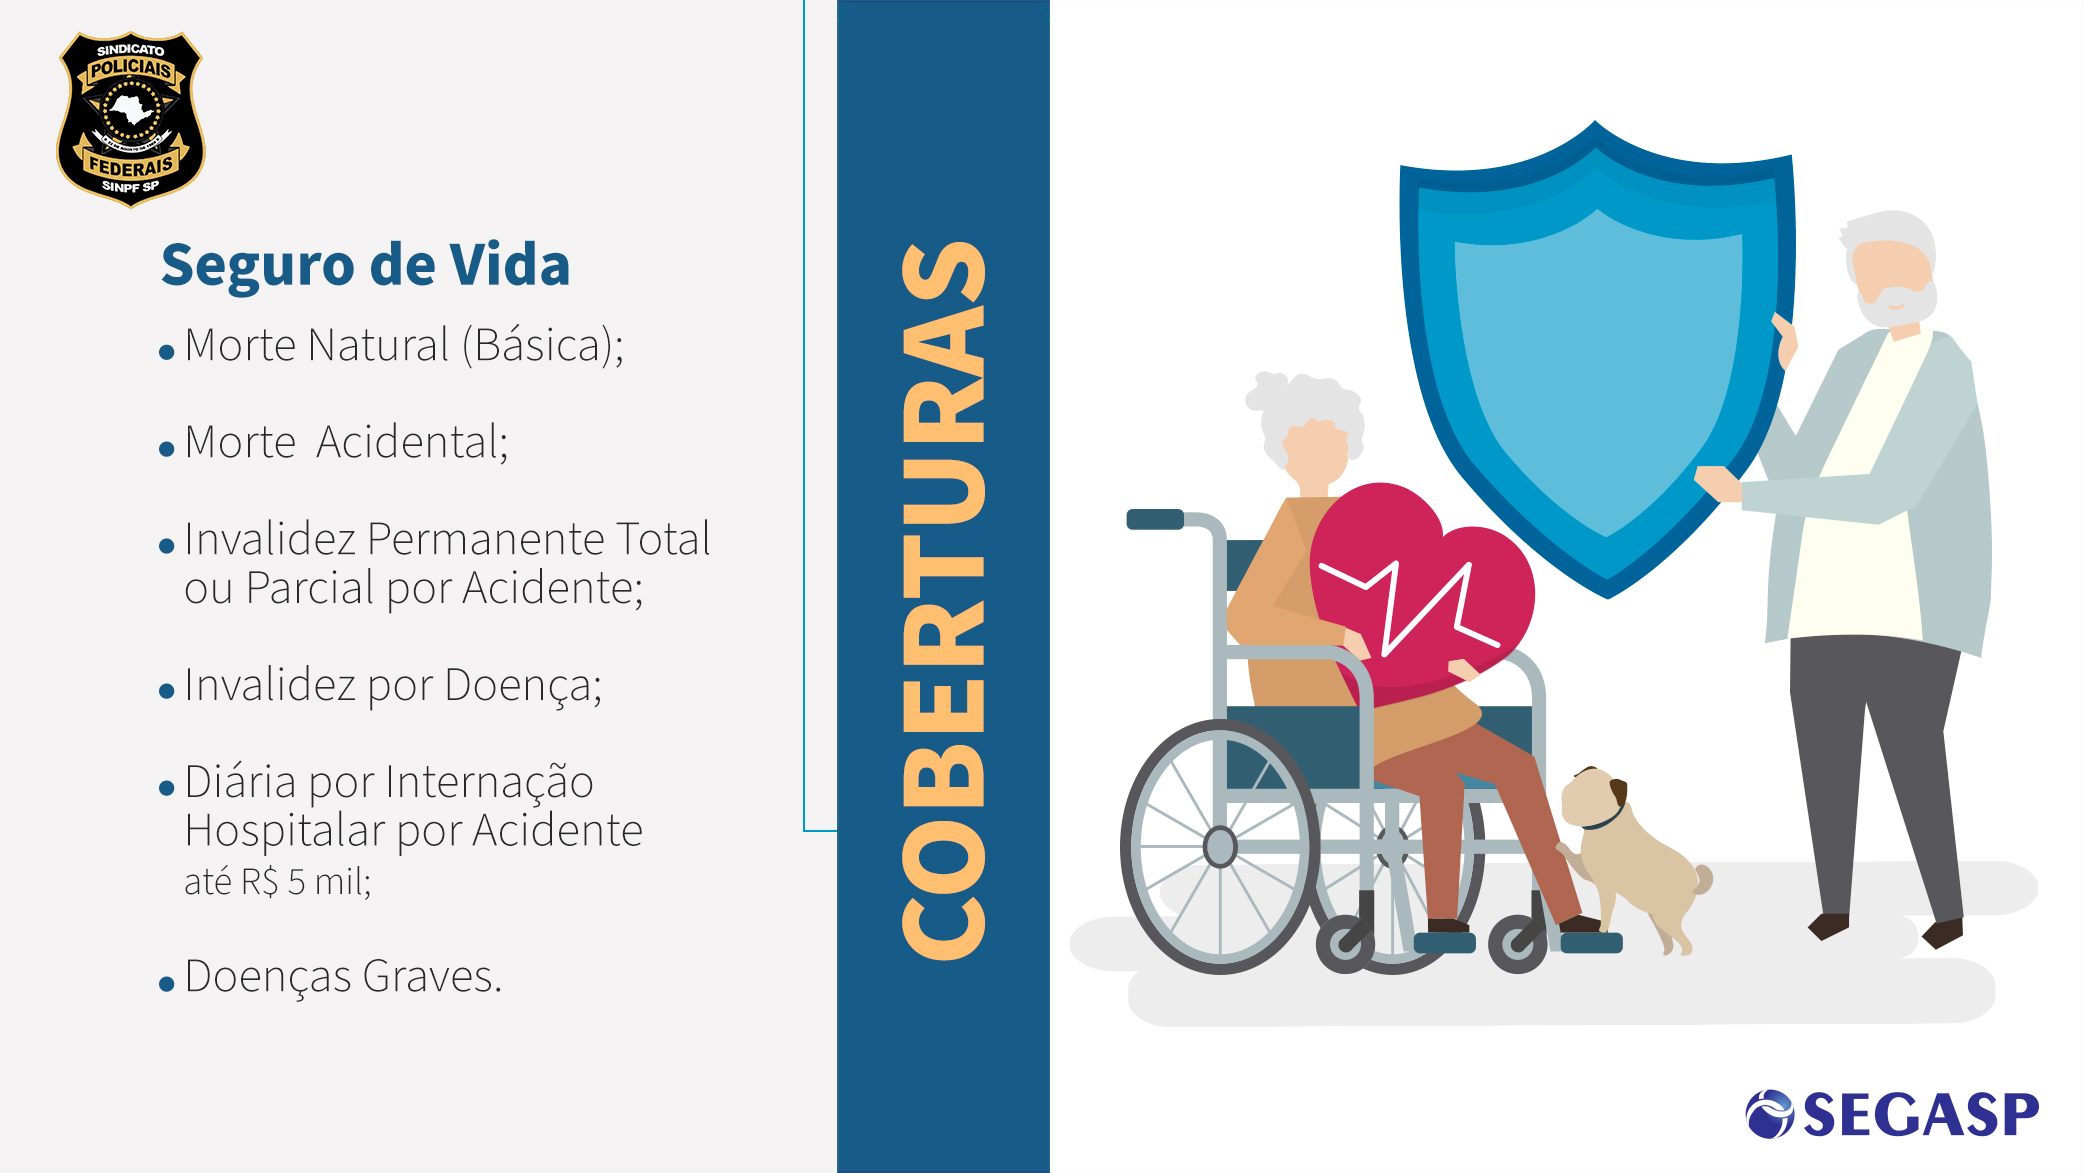 SINDICATO
POLICIAIS
FEDERAIS
SINPF SP
Seguro de Vida
• Morte Natural (Básica);
• Morte  Acidental;
• Invalidez Permanente Total
ou Parcial por Acidente;
• Invalidez por Doença;
• Diária por Internação
Hospitalar por Acidente
até R$ 5 mil;
• Doenças Graves.
COBERTURAS
SEGASP